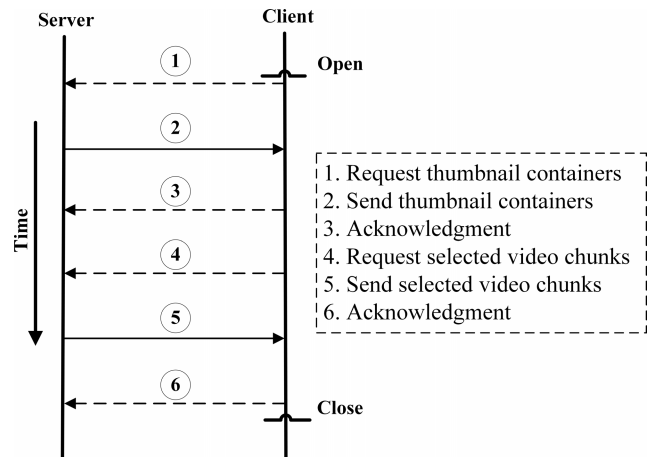 Server
Client
Open
1
2
3
4
5
6
Time
1. Request thumbnail containers
2. Send thumbnail containers
3. Acknowledgment
4. Request selected video chunks
5. Send selected video chunks
6. Acknowledgment
Close